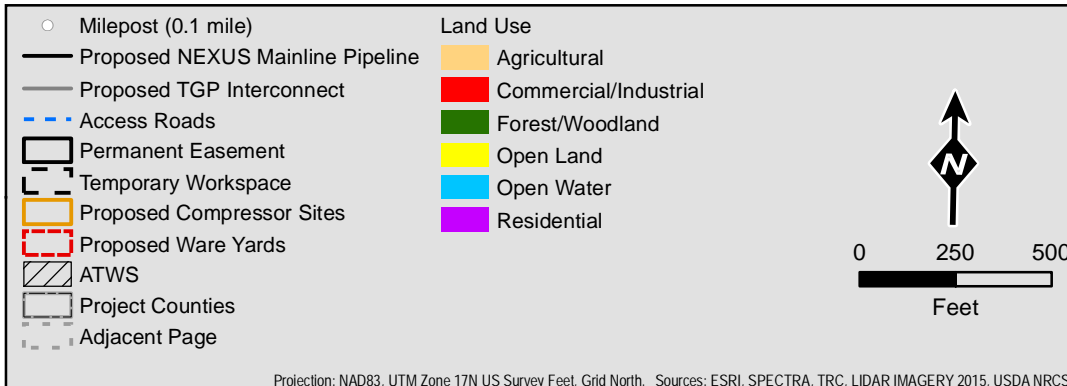 Milepost (0.1 mile)
Proposed NEXUS Mainline Pipeline
Proposed TGP Interconnect
Access Roads
Permanent Easement
Temporary Workspace
Proposed Compressor Sites
Proposed Ware Yards
ATWS
Project Counties
Adjacent Page
Land Use
Agricultural
Commercial/Industrial
Forest/Woodland
Open Land
Open Water
Residential
N
0 250 500
Feet
Projection: NAD83, UTM Zone 17N US Survey Feet, Grid North. Sources: ESRI, SPECTRA, TRC, LIDAR IMAGERY 2015, USDA NRCS